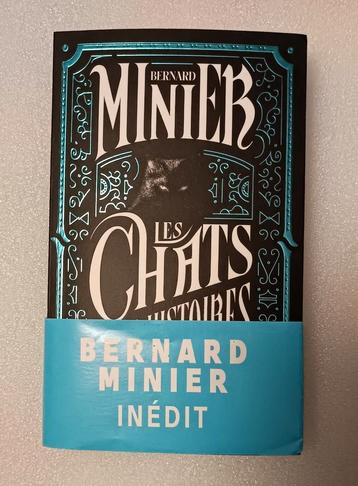 BERNARD
MINIER
LES
CHATS
HISTOIRES
BERNARD
MINIER
INÉDIT